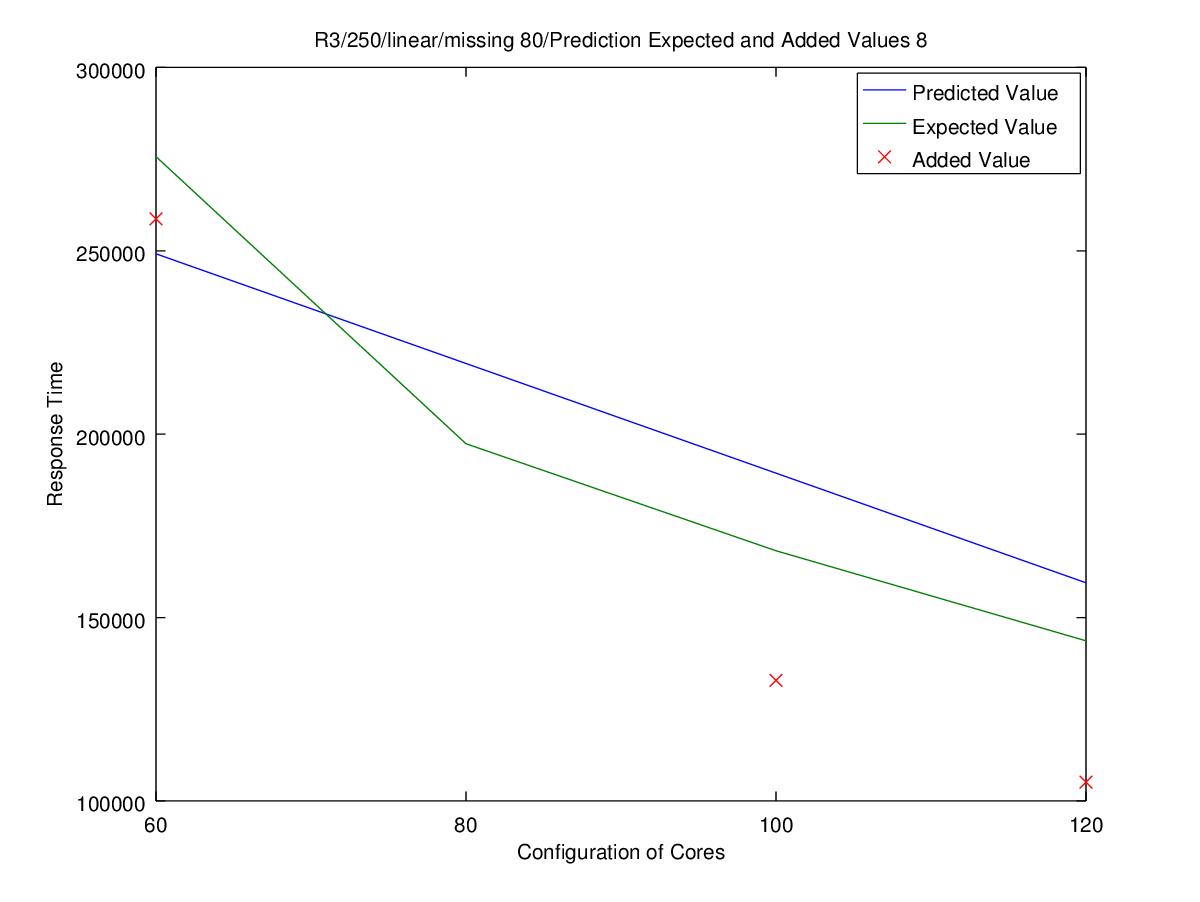 R3/250/linear/missing 80/Prediction Expected and Added Values 8
300000
Predicted Value
Expected Value
Added Value
250000
200000
150000
100000
Response Time
60
80
100
120
Configuration of Cores